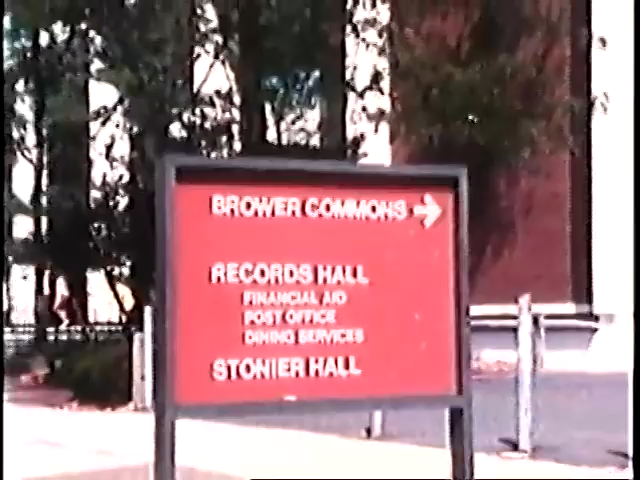 BROWER COMMONS →
RECORDS HALL
FINANCIAL AID
POST OFFICE
DINING SERVICES
STONIER HALL